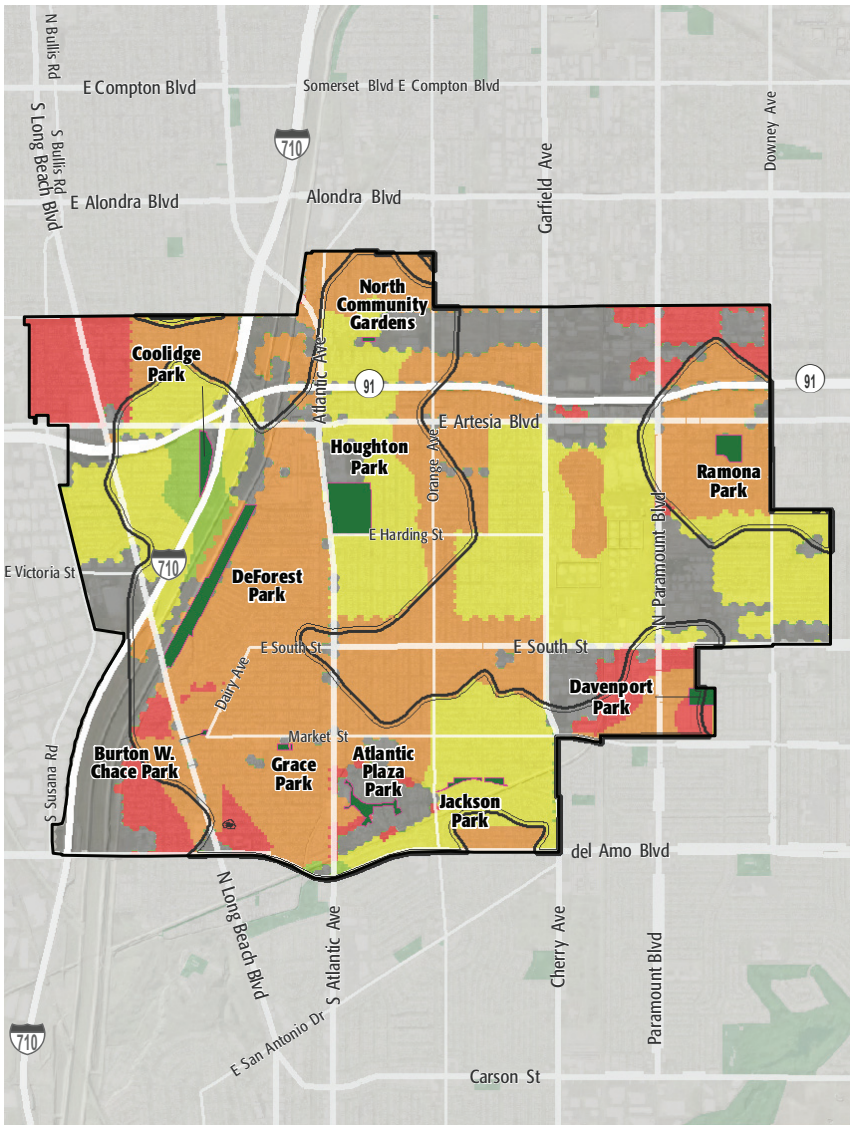 N Bullis Rd
E Compton Blvd
Somerset Blvd E Compton Blvd
S Long Beach Blvd
S Bullis Rd
710
Garfield Ave
Downey Ave
E Alondra Blvd
Alondra Blvd
North
Community
Gardens
Coolidge
Park
Atlantic Ave
91
91
E Artesia Blvd
Houghton
Park
Orange Ave
Ramona
Park
N Paramount Blvd
E Harding St
E Victoria St
710
DeForest
Park
E South St
E South St
Dairy Ave
Davenport
Park
Market St
S Susana Rd
Burton W.
Chace Park
Grace
Park
Atlantic
Plaza
Park
Jackson
Park
del Amo Blvd
N Long Beach Blvd
S Atlantic Ave
Cherry Ave
Paramount Blvd
710
E San Antonio Dr
Carson St